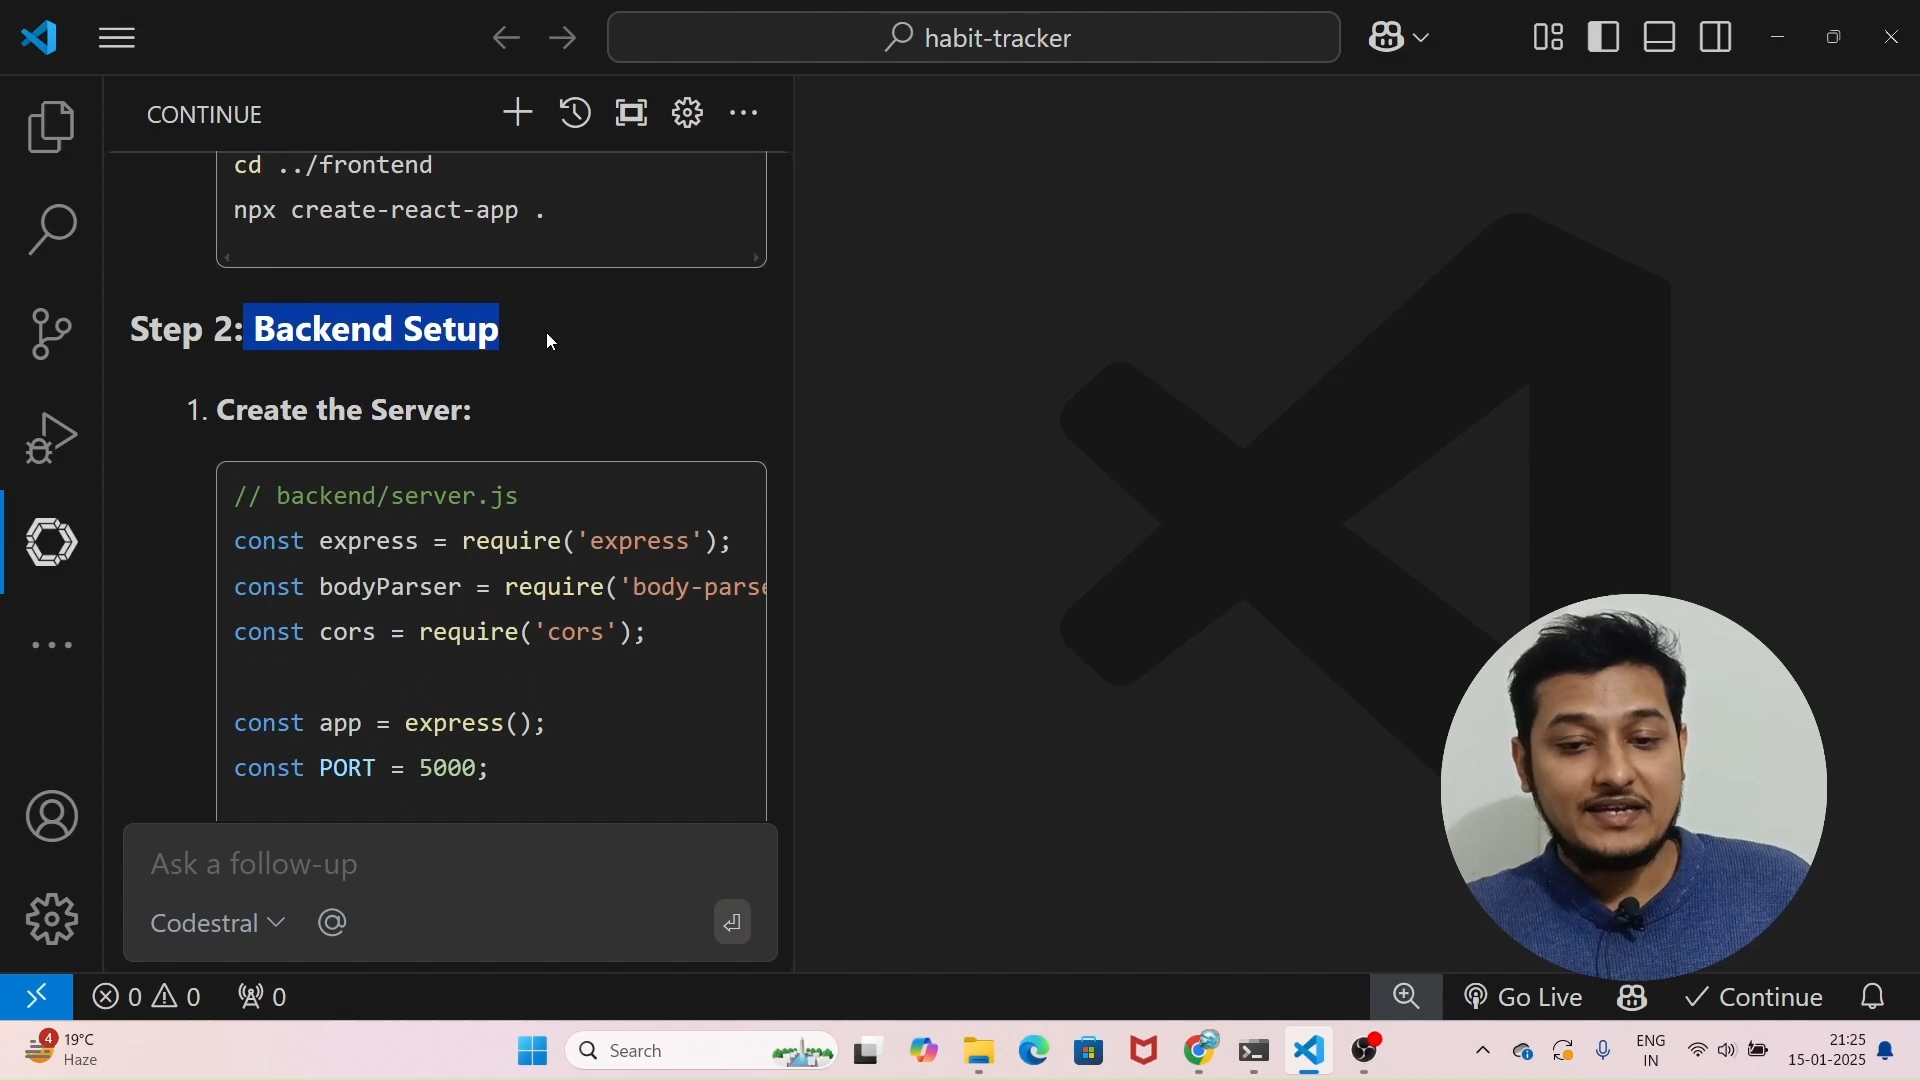 habit-tracker
CONTINUE
cd ../frontend
npx create-react-app .
Step 2: Backend Setup
1. Create the Server:
// backend/server.js
const express = require('express');
const bodyParser = require('body-parse
const cors = require('cors');
const app = express();
const PORT = 5000;
Ask a follow-up
Codestral
0 0 0
Go Live
Continue
4
19°C
Haze
Search
ENG
IN
21:25
15-01-2025